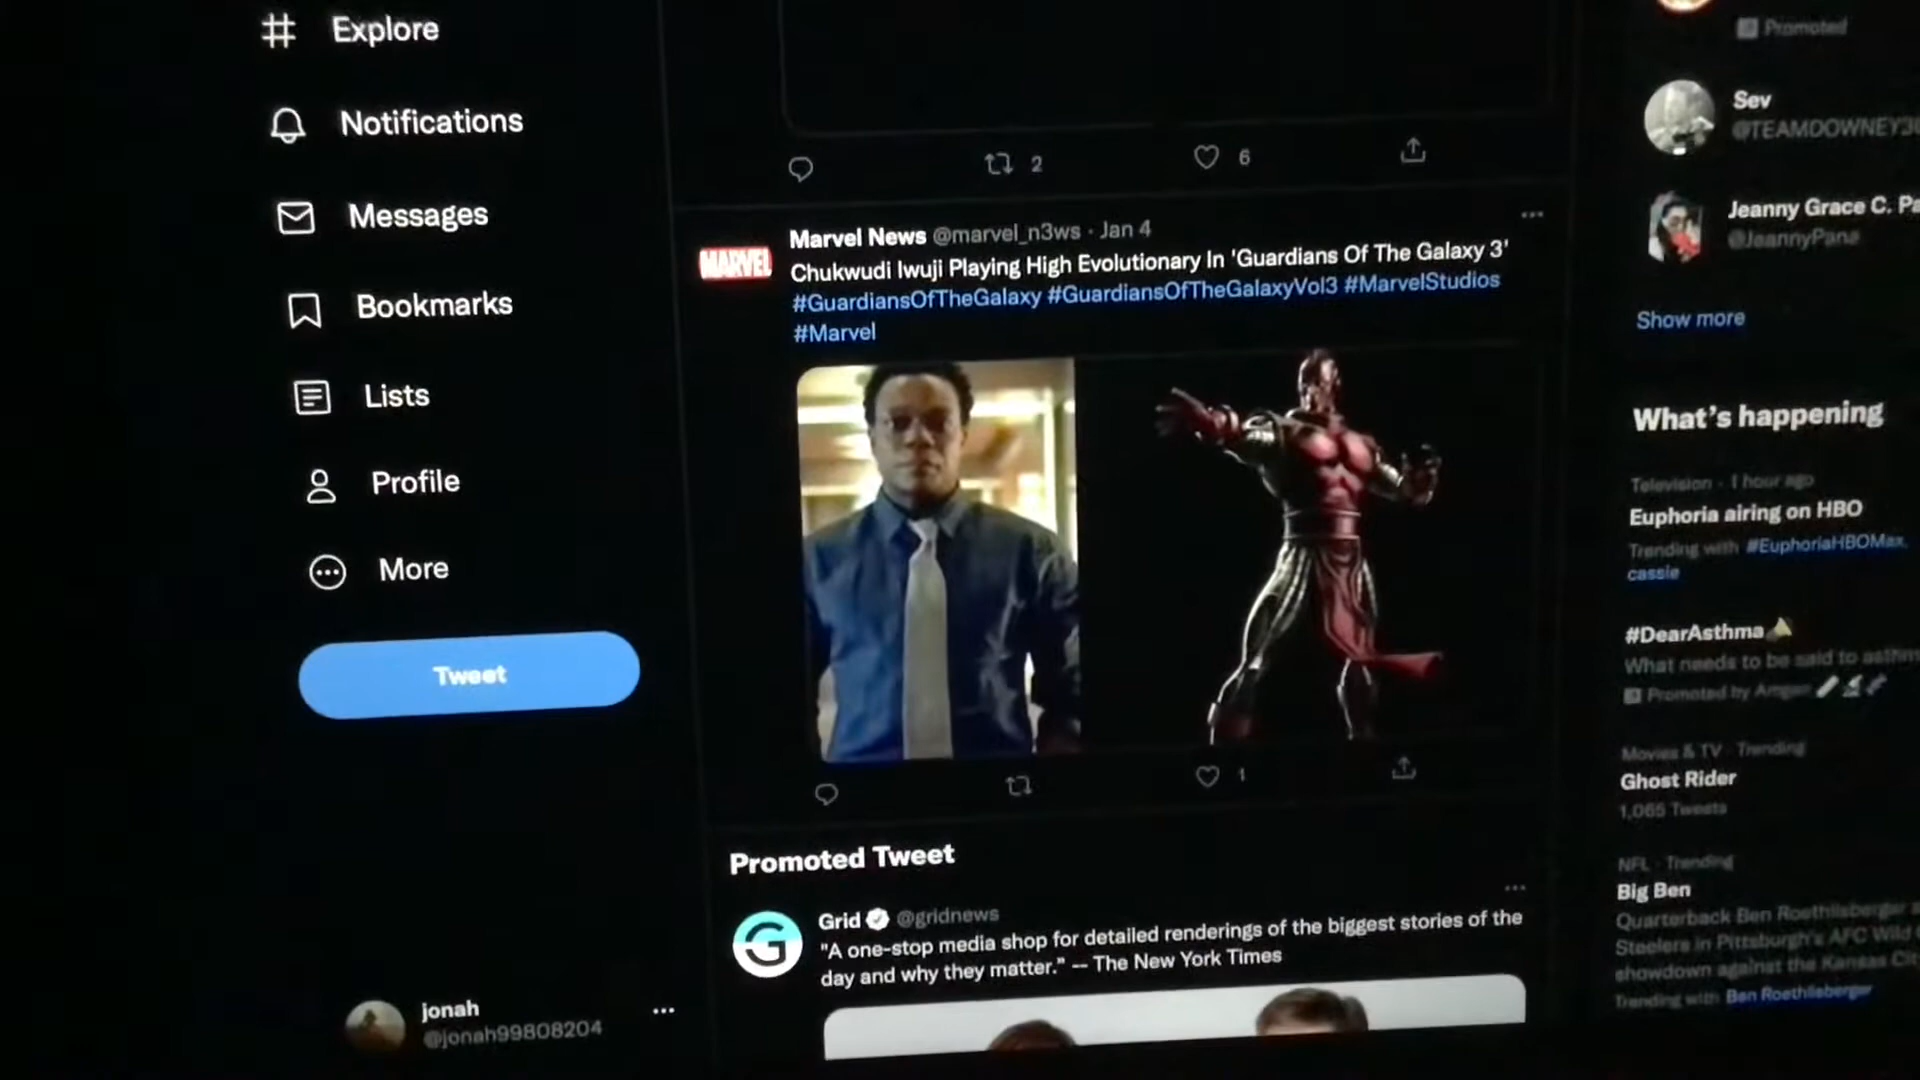 Explore
Notifications
Messages
Bookmarks
Lists
Profile
More
Tweet
jonah
@jonah99808204
2
6
MARVEL
Marvel News @marvel_n3ws · Jan 4
Chukwudi Iwuji Playing High Evolutionary In 'Guardians Of The Galaxy 3'
#GuardiansOfTheGalaxy #GuardiansOfTheGalaxyVol3 #MarvelStudios
#Marvel
1
Promoted Tweet
Grid @gridnews
"A one-stop media shop for detailed renderings of the biggest stories of the
day and why they matter." -- The New York Times
Promoted
Sev
@TEAMDOWNEY30
Jeanny Grace C. Pa
@JeannyPana
Show more
What's happening
Television · 1 hour ago
Euphoria airing on HBO
Trending with #EuphoriaHBOMax,
cassie
#DearAsthma
What needs to be said to asthm
Promoted by Amgen
Movies & TV · Trending
Ghost Rider
1,065 Tweets
NFL · Trending
Big Ben
Quarterback Ben Roethlisberger a
Steelers in Pittsburgh's AFC Wild
showdown against the Kansas Cit
Trending with Ben Roethlisberger